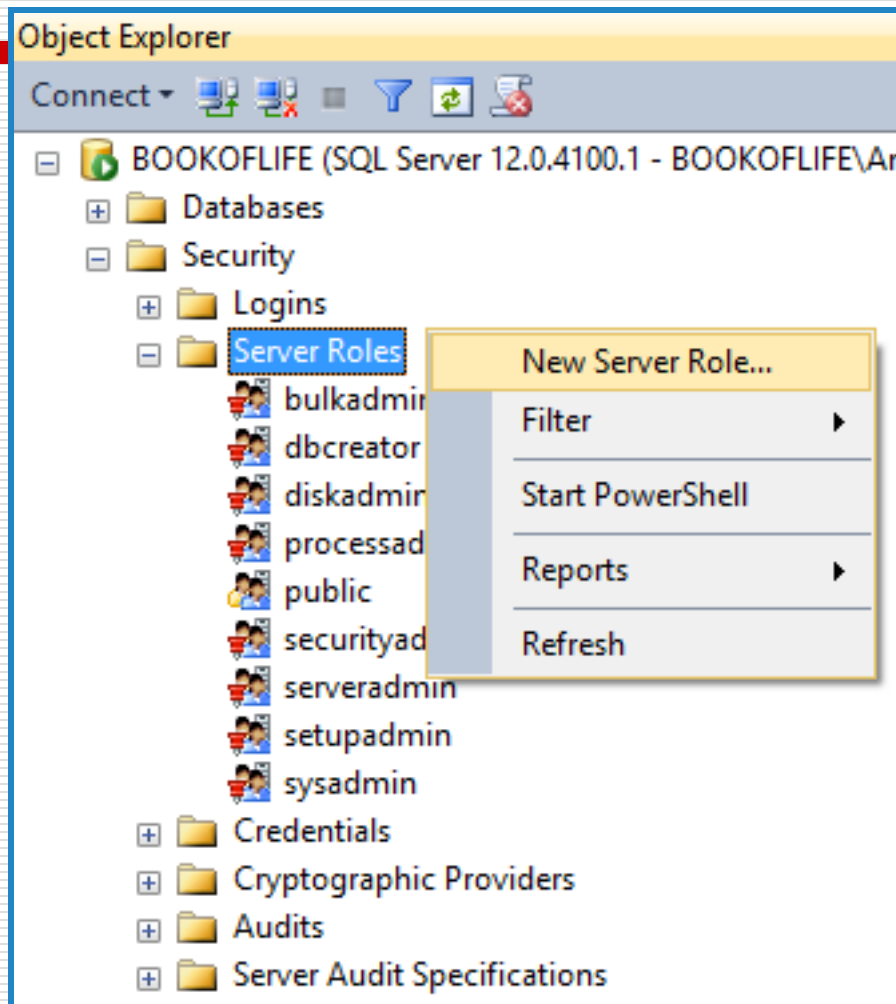 Object Explorer
Connect
BOOKOFLIFE (SQL Server 12.0.4100.1 - BOOKOFLIFE\Ar
Databases
Security
Logins
Server Roles
New Server Role...
bulkadmin
Filter
dbcreator
diskadmin
Start PowerShell
processad
Reports
public
securityad
Refresh
serveradmin
setupadmin
sysadmin
Credentials
Cryptographic Providers
Audits
Server Audit Specifications